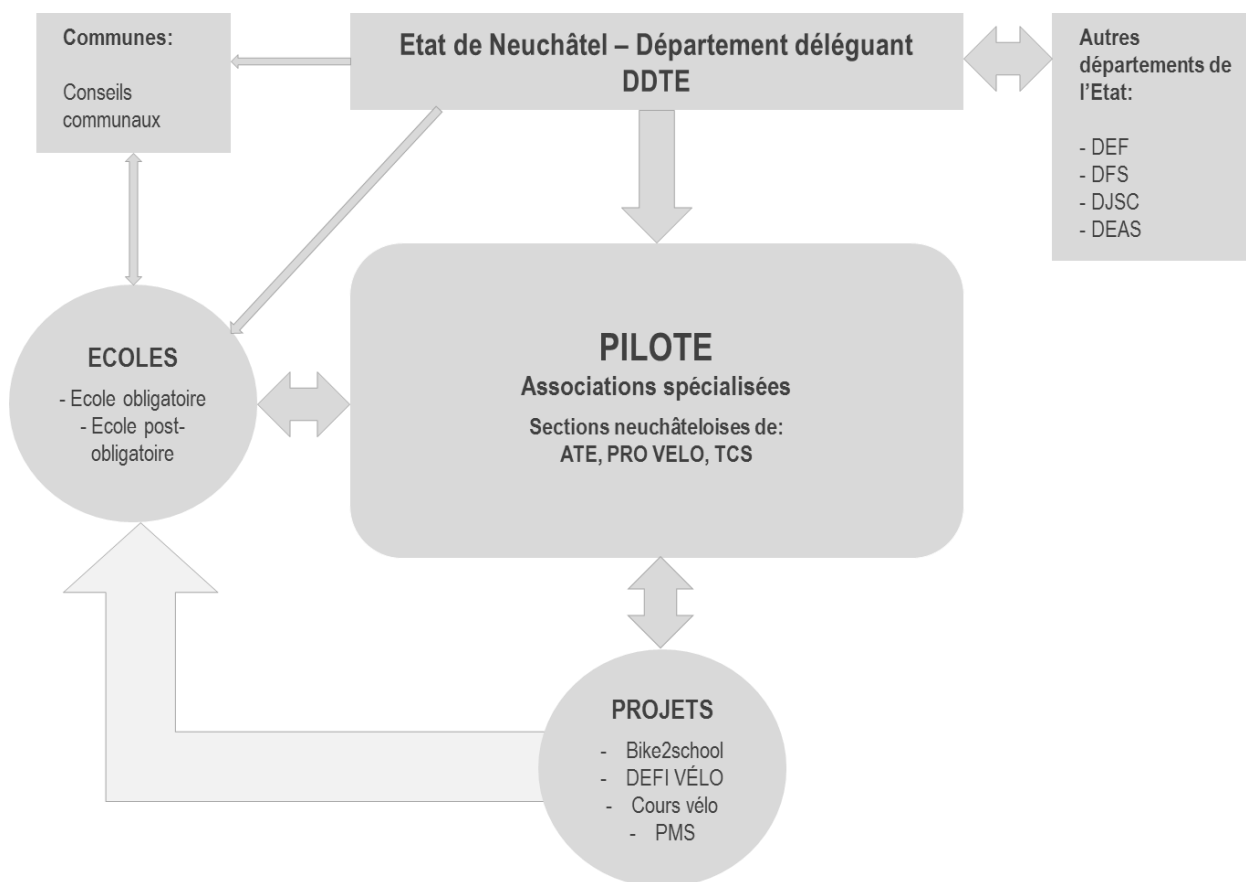 Communes:
Conseils
communaux
Etat de Neuchâtel – Département déléguant
DDTE
Autres
départements de
l'Etat:
- DEF
- DFS
- DJSC
- DEAS
ECOLES
- Ecole obligatoire
- Ecole post-
obligatoire
PILOTE
Associations spécialisées
Sections neuchâteloises de:
ATE, PRO VELO, TCS
PROJETS
- Bike2school
- DEFI VÉLO
- Cours vélo
- PMS